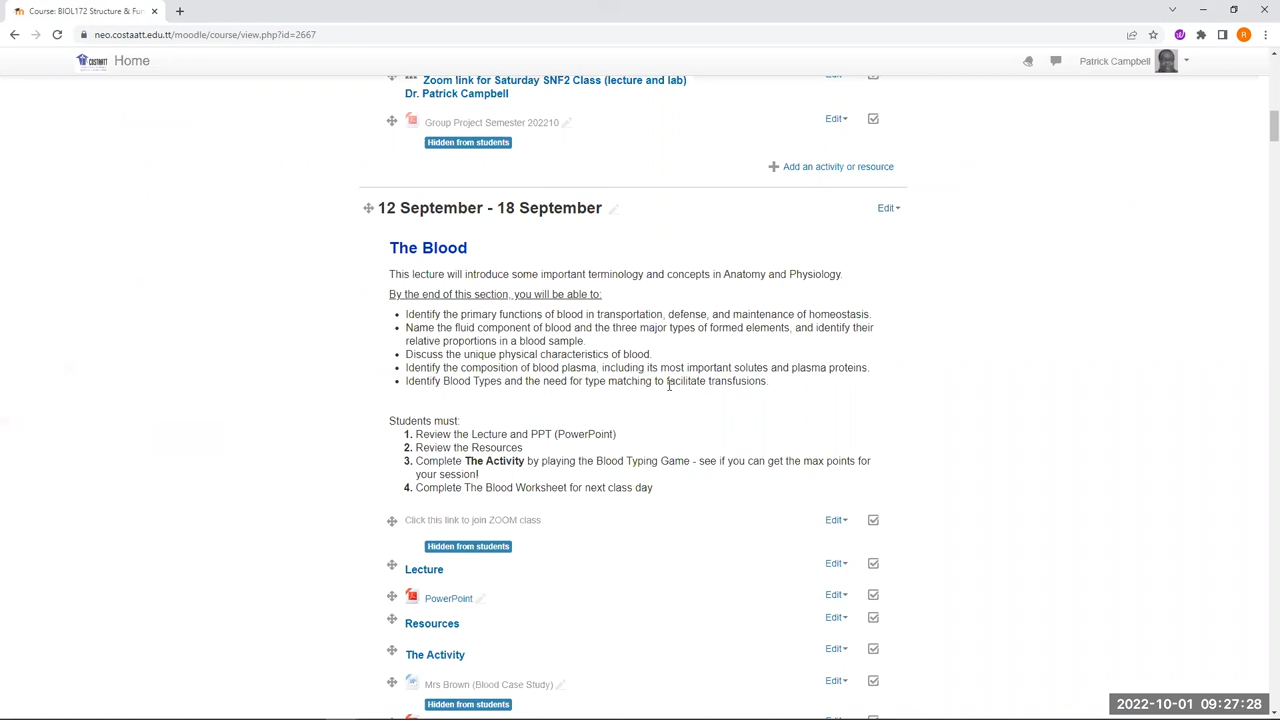 Course: BIOL172 Structure & Fun
neo.costaatt.edu.tt/moodle/course/view.php?id=2667
R
COSTAATT
Home
Patrick Campbell
Zoom link for Saturday SNF2 Class (lecture and lab)
Edit
Dr. Patrick Campbell
Group Project Semester 202210
Edit
Hidden from students
Add an activity or resource
12 September - 18 September
Edit
The Blood
This lecture will introduce some important terminology and concepts in Anatomy and Physiology.
By the end of this section, you will be able to:
Identify the primary functions of blood in transportation, defense, and maintenance of homeostasis.
Name the fluid component of blood and the three major types of formed elements, and identify their
relative proportions in a blood sample.
Discuss the unique physical characteristics of blood.
Identify the composition of blood plasma, including its most important solutes and plasma proteins.
Identify Blood Types and the need for type matching to facilitate transfusions.
Students must:
1. Review the Lecture and PPT (PowerPoint)
2. Review the Resources
3. Complete The Activity by playing the Blood Typing Game - see if you can get the max points for
your session!
4. Complete The Blood Worksheet for next class day
Click this link to join ZOOM class
Edit
Hidden from students
Lecture
Edit
PowerPoint
Edit
Resources
Edit
The Activity
Edit
Mrs Brown (Blood Case Study)
Edit
Hidden from students
2022-10-01 09:27:28